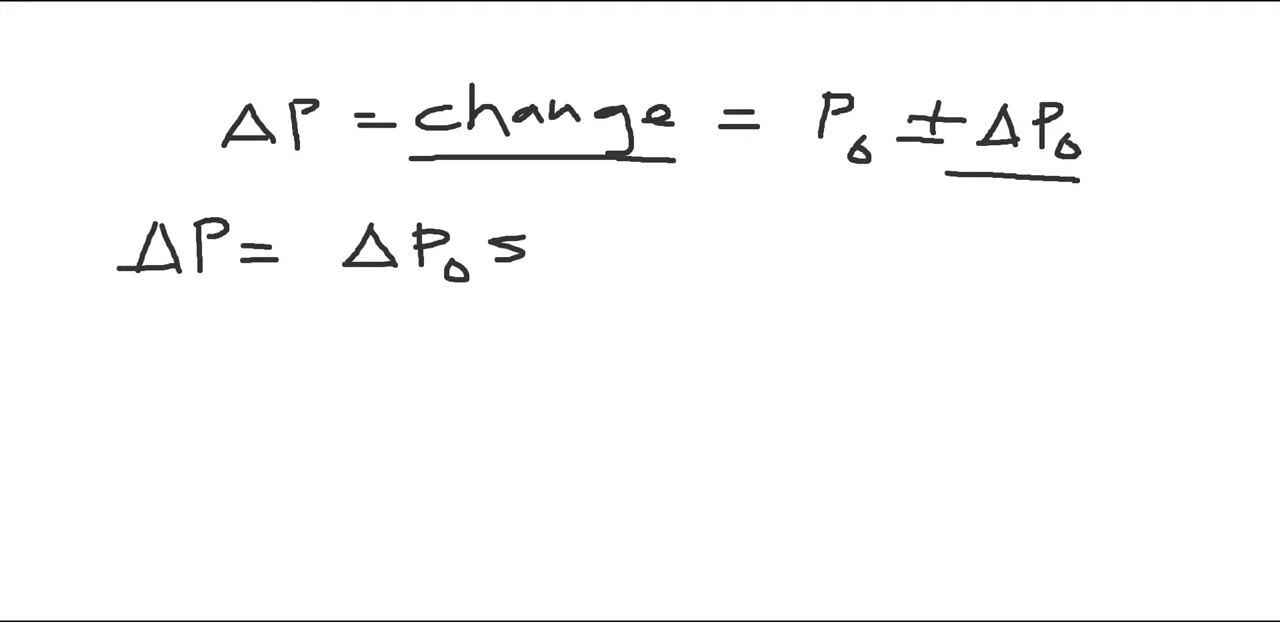 ΔP = change = P₀ ± ΔP₀
ΔP = ΔP₀ s